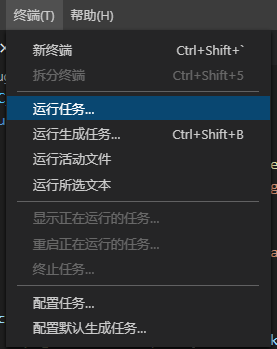 终端(T) 帮助(H)
新终端 Ctrl+Shift+`
拆分终端 Ctrl+Shift+5
运行任务...
运行生成任务... Ctrl+Shift+B
运行活动文件
运行所选文本
显示正在运行的任务...
重启正在运行的任务...
终止任务...
配置任务...
配置默认生成任务...